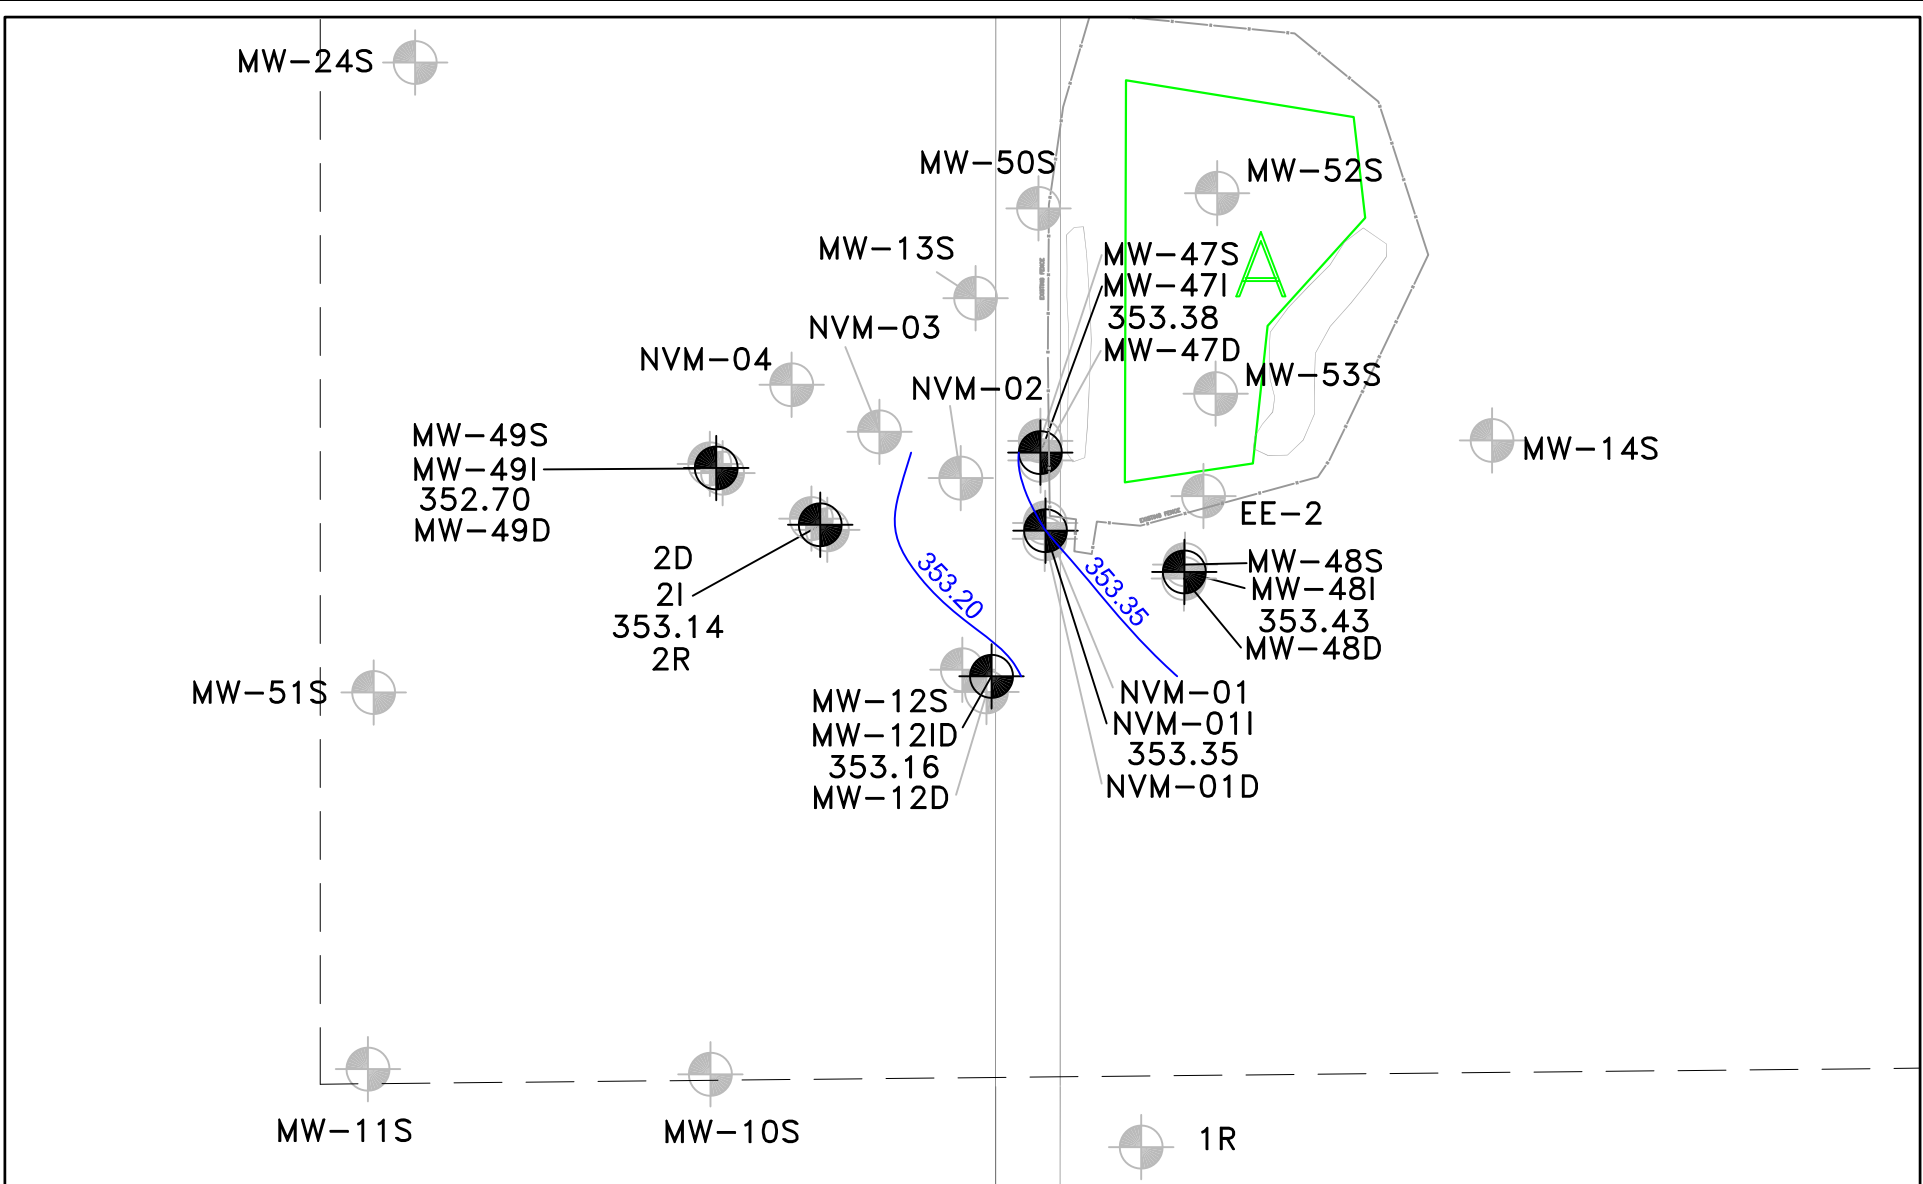 MW-24S
MW-50S
MW-52S
MW-13S
MW-47S
MW-47I
353.38
MW-47D
A
NVM-03
NVM-04
NVM-02
MW-53S
MW-49S
MW-49I
352.70
MW-49D
MW-14S
EXISTING FENCE
EXISTING FENCE
EE-2
2D
2I
353.14
2R
353.20
353.35
MW-48S
MW-48I
353.43
MW-48D
MW-51S
MW-12S
MW-12ID
353.16
MW-12D
NVM-01
NVM-01I
353.35
NVM-01D
MW-11S
MW-10S
1R